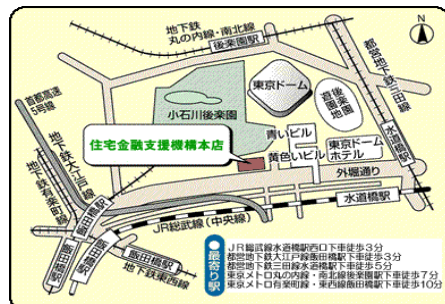 地下鉄
丸の内線・南北線
後楽園駅
N
都営地下鉄三田線
首都高速
5号線
小石川後楽園
東京ドーム
後楽園
遊園地
青いビル
住宅金融支援機構本店
黄色いビル
東京ドーム
ホテル
水道橋駅
地下鉄大江戸線
地下鉄有楽町線
外堀通り
飯田橋駅
JR総武線(中央線)
水道橋駅
飯田橋駅
飯田橋駅
飯田橋駅
地下鉄東西線
●最寄り駅
JR総武線水道橋駅西口下車徒歩3分
都営地下鉄大江戸線飯田橋駅下車徒歩3分
都営地下鉄三田線水道橋駅下車徒歩5分
東京メトロ丸の内線・南北線後楽園駅下車徒歩7分
東京メトロ有楽町線・東西線飯田橋駅下車徒歩10分